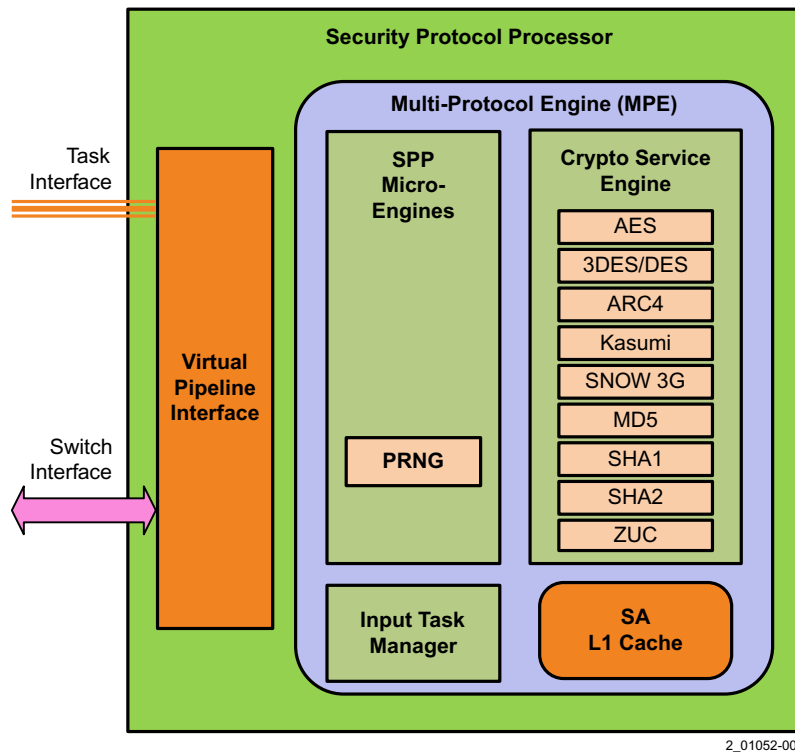 Security Protocol Processor
Multi-Protocol Engine (MPE)
Task
Interface
Switch
Interface
Virtual
Pipeline
Interface
SPP
Micro-
Engines
PRNG
Crypto Service
Engine
AES
3DES/DES
ARC4
Kasumi
SNOW 3G
MD5
SHA1
SHA2
ZUC
Input Task
Manager
SA
L1 Cache
2_01052-00